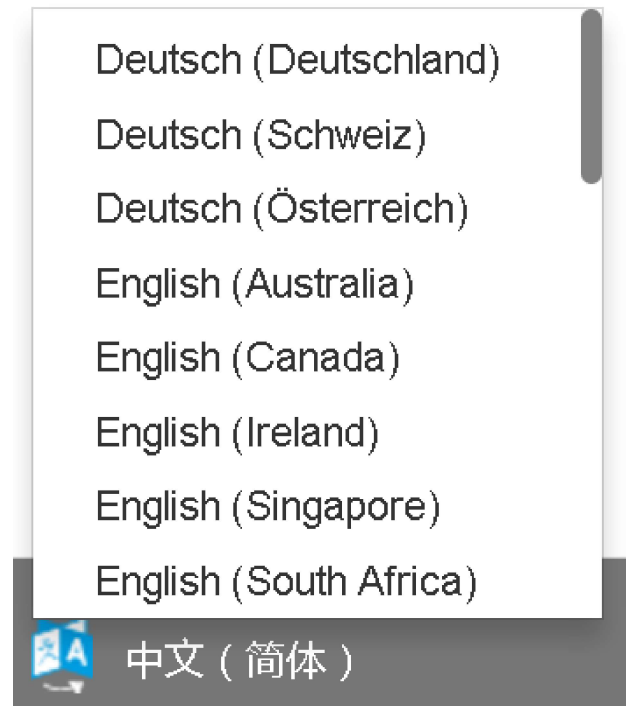 Deutsch (Deutschland)
Deutsch (Schweiz)
Deutsch (Österreich)
English (Australia)
English (Canada)
English (Ireland)
English (Singapore)
English (South Africa)
文 A
中文（简体）